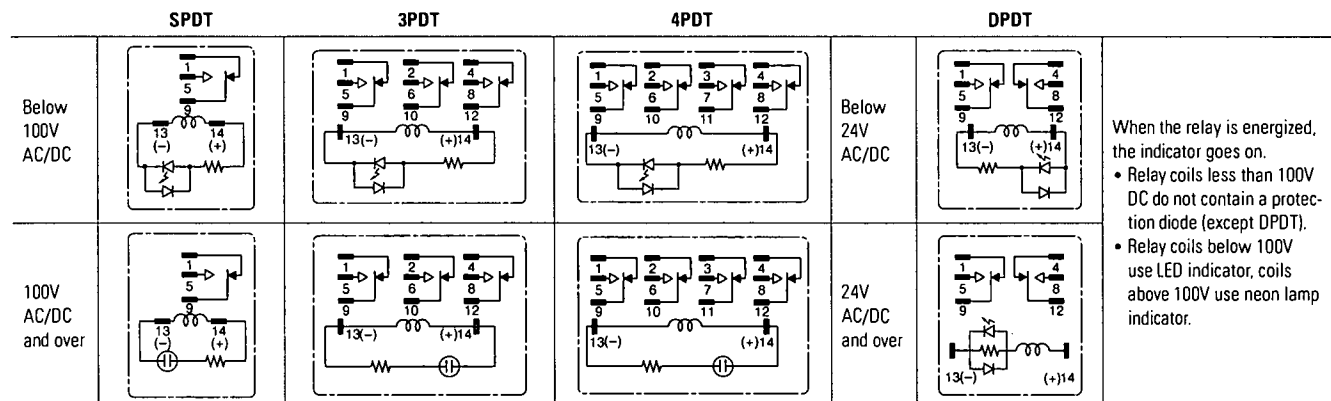 SPDT 3PDT 4PDT DPDT
Below
100V
AC/DC
1
5
9
13 14
(–) (+)
1 2 4
5 6 8
9 10 12
13(–) (+)14
1 2 3 4
5 6 7 8
9 10 11 12
13(–) (+)14
Below
24V
AC/DC
1 4
5 8
9 12
13(–) (+)14
100V
AC/DC
and over
1
5
9
13 14
(–) (+)
1 2 4
5 6 8
9 10 12
13(–) (+)14
1 2 3 4
5 6 7 8
9 10 11 12
13(–) (+)14
24V
AC/DC
and over
1 4
5 8
9 12
13(–) (+)14
When the relay is energized,
the indicator goes on.
• Relay coils less than 100V
DC do not contain a protec-
tion diode (except DPDT).
• Relay coils below 100V
use LED indicator, coils
above 100V use neon lamp
indicator.